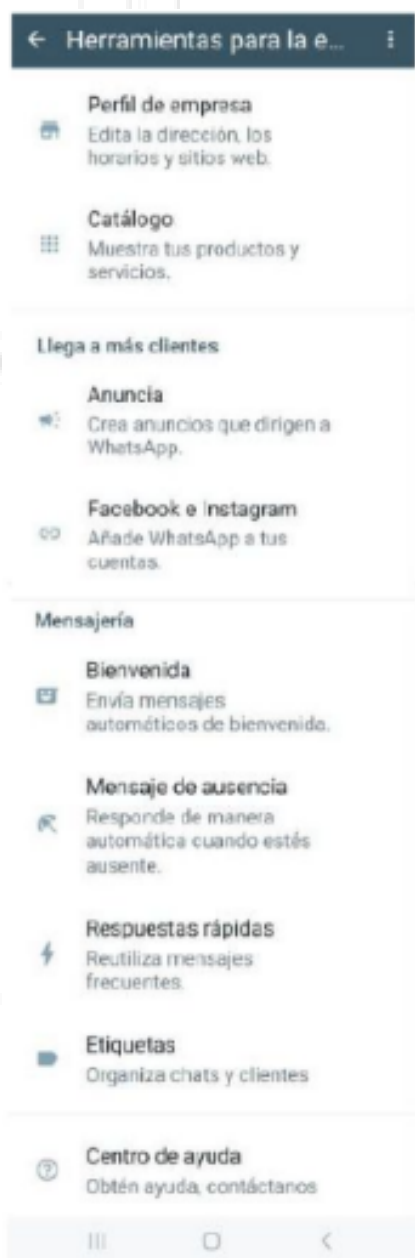 Herramientas para la e...
Perfil de empresa
Edita la dirección, los
horarios y sitios web.
Catálogo
Muestra tus productos y
servicios.
Llega a más clientes
Anuncia
Crea anuncios que dirigen a
WhatsApp.
Facebook e Instagram
Añade WhatsApp a tus
cuentas.
Mensajería
Bienvenida
Envía mensajes
automáticos de bienvenida.
Mensaje de ausencia
Responde de manera
automática cuando estés
ausente.
Respuestas rápidas
Reutiliza mensajes
frecuentes.
Etiquetas
Organiza chats y clientes
Centro de ayuda
Obtén ayuda, contáctanos